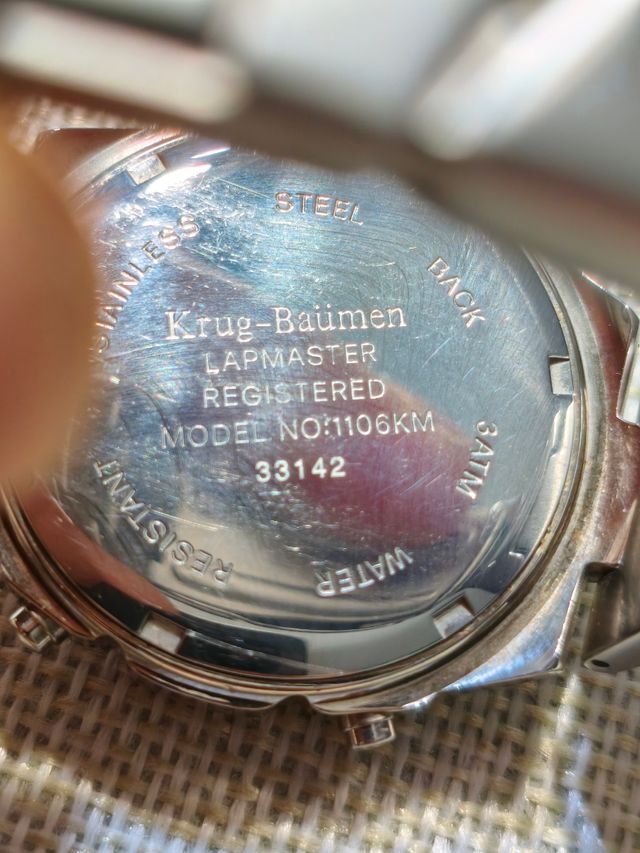 STAINLESS STEEL BACK
Krug-Baümen
LAPMASTER
REGISTERED
MODEL NO:1106KM
33142
3ATM WATER RESISTANT